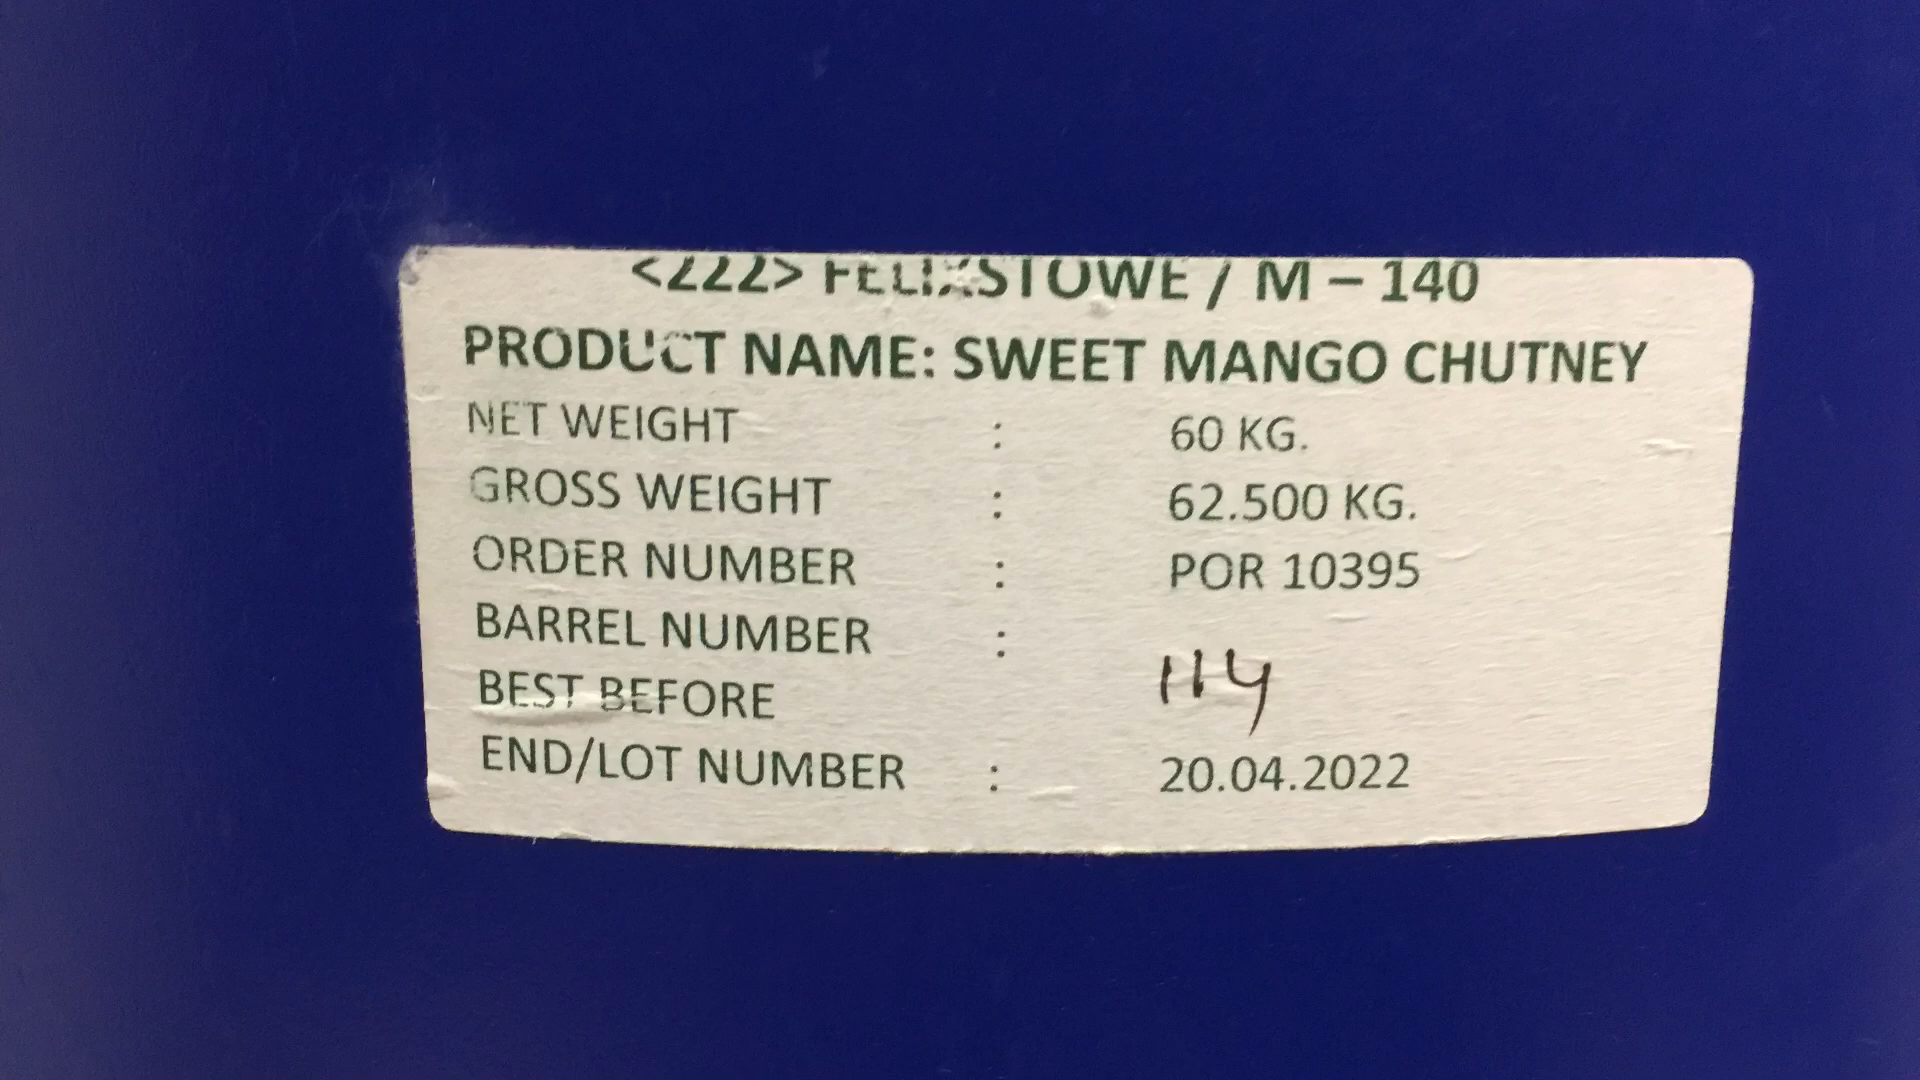 <222> FELIXSTOWE / M – 140
PRODUCT NAME: SWEET MANGO CHUTNEY
NET WEIGHT : 60 KG.
GROSS WEIGHT : 62.500 KG.
ORDER NUMBER : POR 10395
BARREL NUMBER : 114
BEST BEFORE
END/LOT NUMBER : 20.04.2022